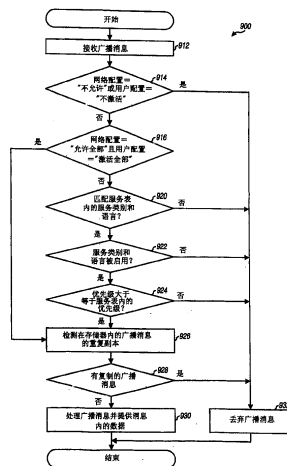 开始
900
接收广播消息
912
网络配置=
"不允许"或用户配置=
"不激活"
914
是
否
是
网络配置=
"允许全部"且用户配置
="激活全部"
916
否
匹配服务表
内的服务类别和
语言?
920
否
是
服务类别和
语言被启用?
922
否
是
优先级大于
等于服务表内的
优先级?
924
否
是
检测在存储器内的广播消息
的重复副本
926
有复制的广播
消息
928
是
否
处理广播消息并提供消息
内的数据
930
丢弃广播消息
结束